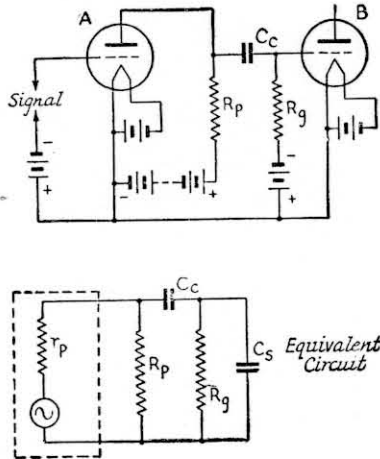 A
B
Cc
Signal
Rp
Rg
-
+
-
+
-
+
Cc
rp
Rp
Rg
Cs
Equivalent
Circuit